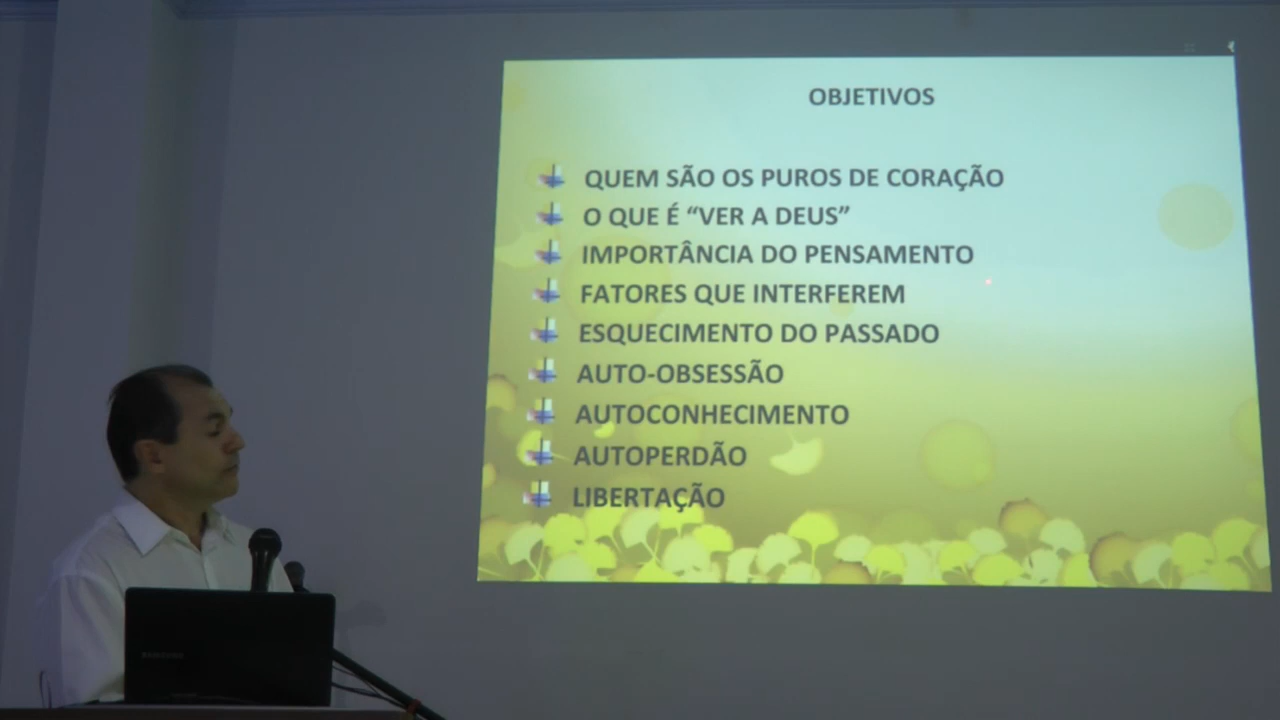 OBJETIVOS
QUEM SÃO OS PUROS DE CORAÇÃO
O QUE É “VER A DEUS”
IMPORTÂNCIA DO PENSAMENTO
FATORES QUE INTERFEREM
ESQUECIMENTO DO PASSADO
AUTO-OBSESSÃO
AUTOCONHECIMENTO
AUTOPERDÃO
LIBERTAÇÃO
SAMSUNG